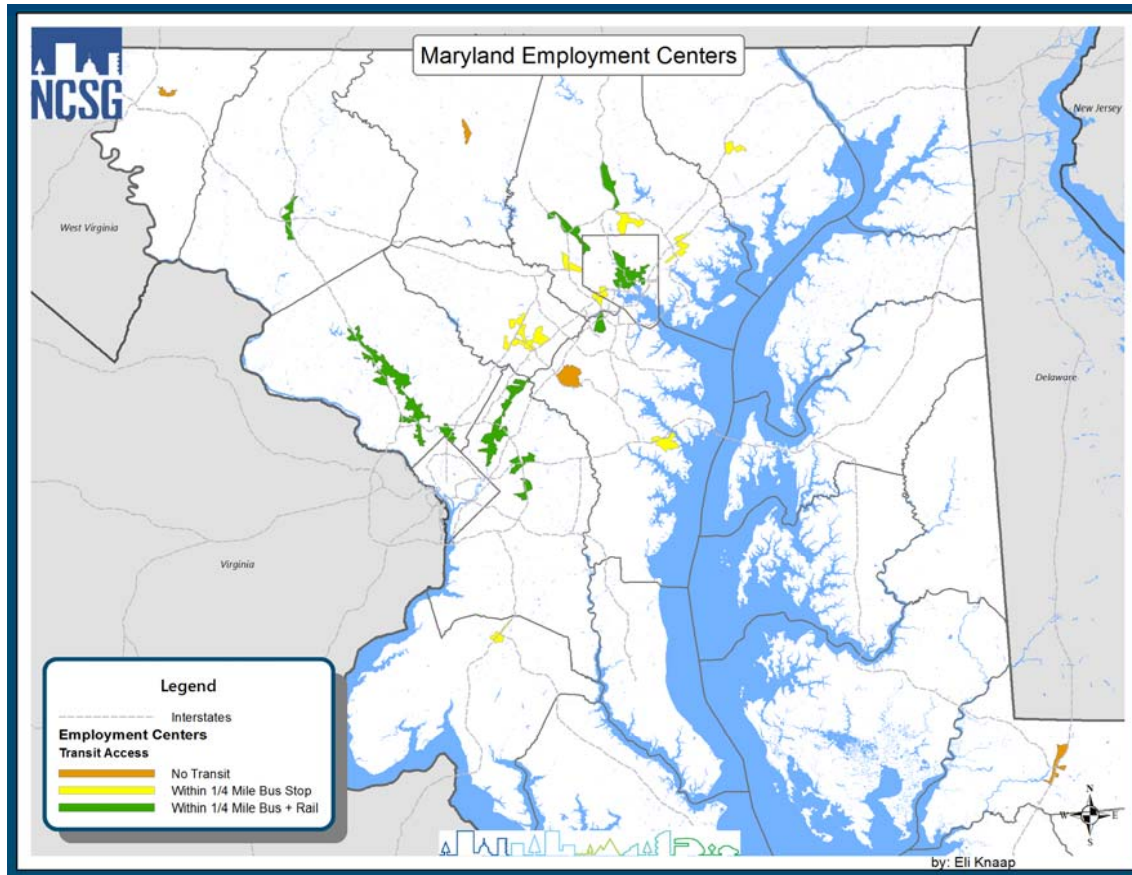 NCSG
Maryland Employment Centers
New Jersey
West Virginia
Delaware
Virginia
Legend
Interstates
Employment Centers
Transit Access
No Transit
Within 1/4 Mile Bus Stop
Within 1/4 Mile Bus + Rail
N
W E
S
by: Eli Knaap